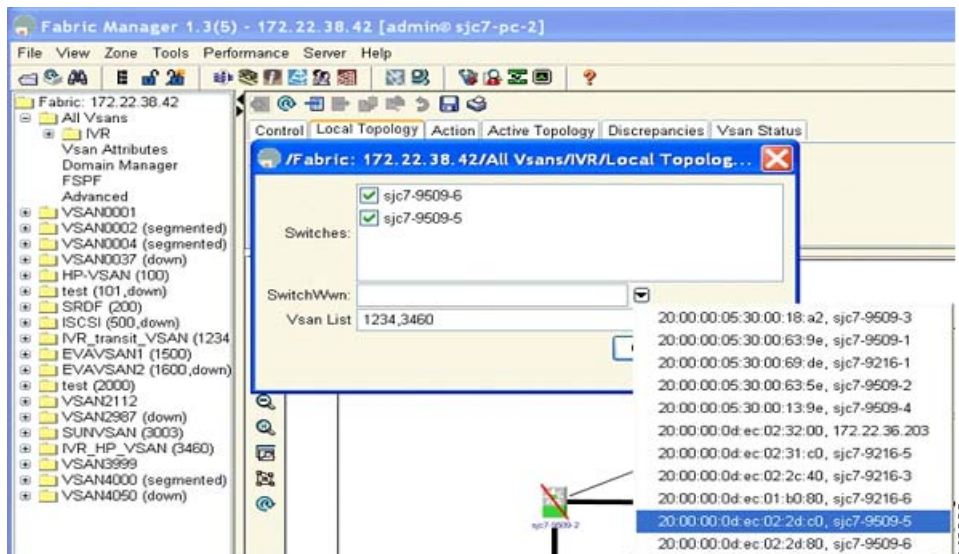 Fabric Manager 1.3(5) - 172.22.38.42 [admin@ sjc7-pc-2]
File View Zone Tools Performance Server Help
Fabric: 172.22.38.42
All Vsans
IVR
Vsan Attributes
Domain Manager
FSPF
Advanced
VSAN0001
VSAN0002 (segmented)
VSAN0004 (segmented)
VSAN0037 (down)
HP-VSAN (100)
test (101,down)
SRDF (200)
ISCSI (500,down)
IVR_transit_VSAN (1234
EVAVSAN1 (1500)
EVAVSAN2 (1600,down)
test (2000)
VSAN2112
VSAN2987 (down)
SUNVSAN (3003)
IVR_HP_VSAN (3460)
VSAN3999
VSAN4000 (segmented)
VSAN4050 (down)
Control Local Topology Action Active Topology Discrepancies Vsan Status
/Fabric: 172.22.38.42/All Vsans/IVR/Local Topolog...
Switches:
sjc7-9509-6
sjc7-9509-5
SwitchWwn:
Vsan List 1234,3460
20:00:00:05:30:00:18:a2, sjc7-9509-3
20:00:00:05:30:00:63:9e, sjc7-9509-1
20:00:00:05:30:00:69:de, sjc7-9216-1
20:00:00:05:30:00:63:5e, sjc7-9509-2
20:00:00:05:30:00:13:9e, sjc7-9509-4
20:00:00:0d:ec:02:32:00, 172.22.36.203
20:00:00:0d:ec:02:31:c0, sjc7-9216-5
20:00:00:0d:ec:02:2c:40, sjc7-9216-3
20:00:00:0d:ec:01:b0:80, sjc7-9216-6
20:00:00:0d:ec:02:2d:c0, sjc7-9509-5
20:00:00:0d:ec:02:2d:80, sjc7-9509-6
sjc7-9509-2